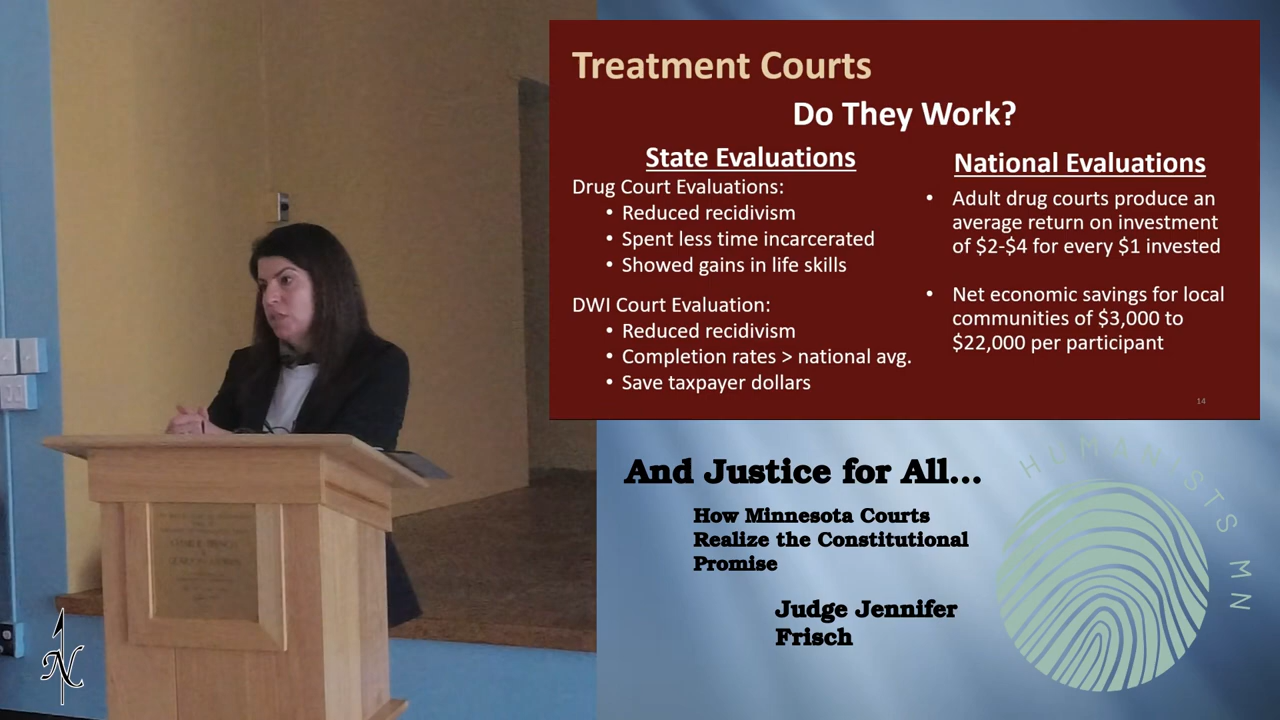 Treatment Courts
Do They Work?
State Evaluations
Drug Court Evaluations:
• Reduced recidivism
• Spent less time incarcerated
• Showed gains in life skills
DWI Court Evaluation:
• Reduced recidivism
• Completion rates > national avg.
• Save taxpayer dollars
National Evaluations
• Adult drug courts produce an
average return on investment
of $2-$4 for every $1 invested
• Net economic savings for local
communities of $3,000 to
$22,000 per participant
14
And Justice for All...
How Minnesota Courts
Realize the Constitutional
Promise
Judge Jennifer
Frisch
HUMANISTS MN
N